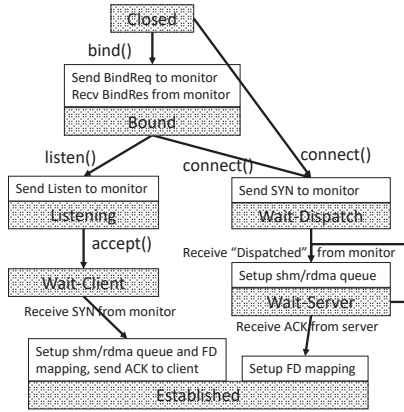 Closed
bind()
Send BindReq to monitor
Recv BindRes from monitor
Bound
listen()
connect()
connect()
Send Listen to monitor
Listening
Send SYN to monitor
Wait-Dispatch
accept()
Receive “Dispatched” from monitor
Wait-Client
Setup shm/rdma queue
Wait-Server
Receive SYN from monitor
Receive ACK from server
Setup shm/rdma queue and FD
mapping, send ACK to client
Setup FD mapping
Established